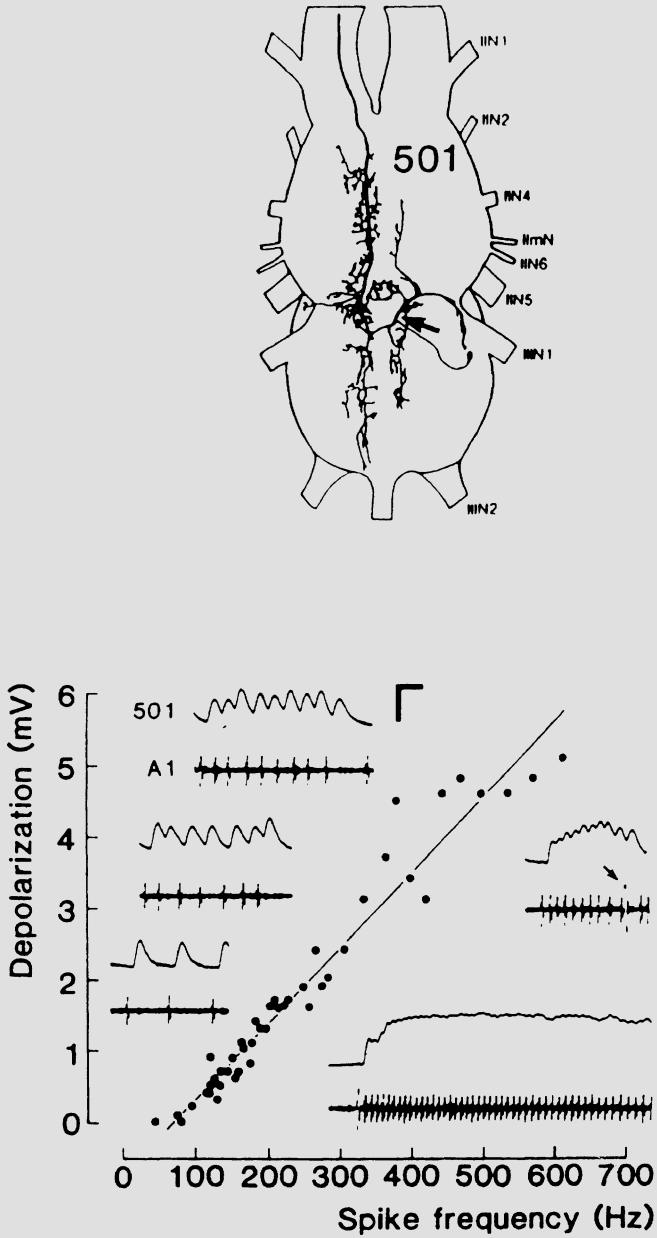 IIN1
IIN2
501
IIN4
IImN
IIN6
IIN5
IIIN1
IIIN2
Depolarization (mV)
6
5
4
3
2
1
0
501
A1
0 100 200 300 400 500 600 700
Spike frequency (Hz)